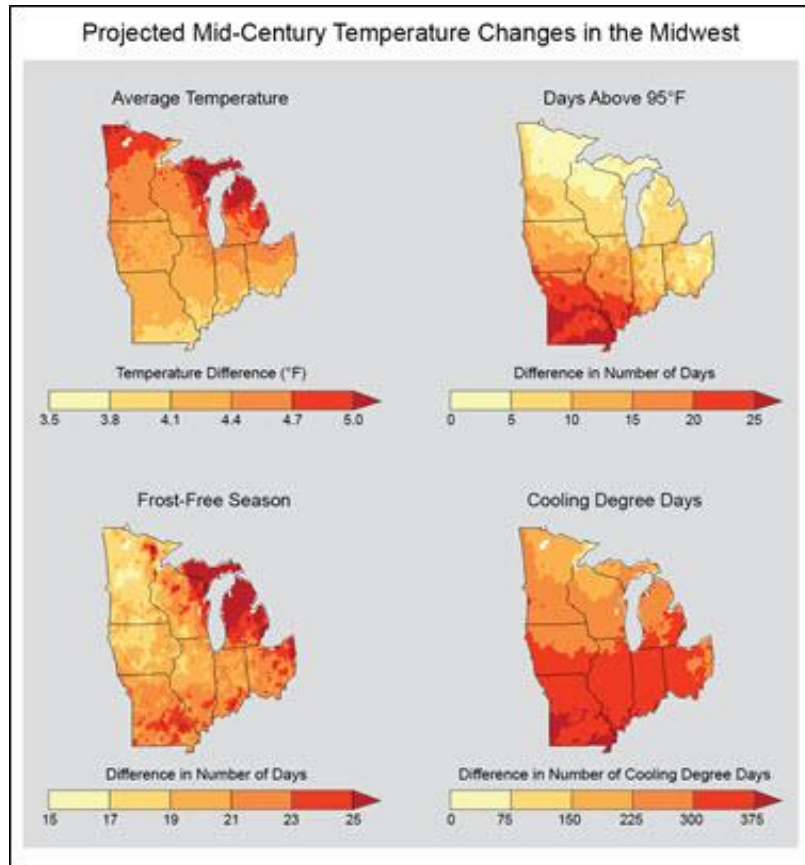 Projected Mid-Century Temperature Changes in the Midwest
Average Temperature
Temperature Difference (°F)
3.5 3.8 4.1 4.4 4.7 5.0
Days Above 95°F
Difference in Number of Days
0 5 10 15 20 25
Frost-Free Season
Difference in Number of Days
15 17 19 21 23 25
Cooling Degree Days
Difference in Number of Cooling Degree Days
0 75 150 225 300 375